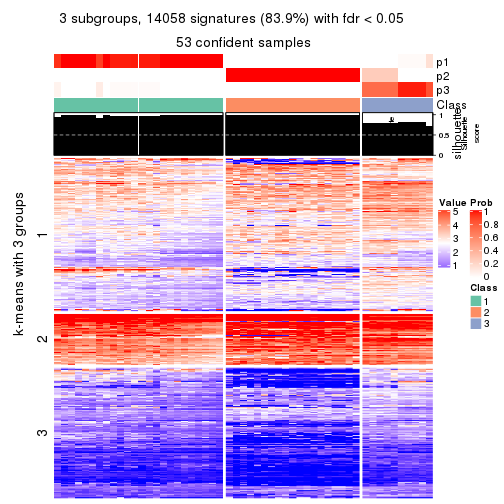 3 subgroups, 14058 signatures (83.9%) with fdr < 0.05
53 confident samples
p1
p2
p3
Class
1
0.5
0
silhouette
Silhouette
score
k-means with 3 groups
1
2
3
Value
5
4
3
2
1
Prob
1
0.8
0.6
0.4
0.2
0
Class
1
2
3